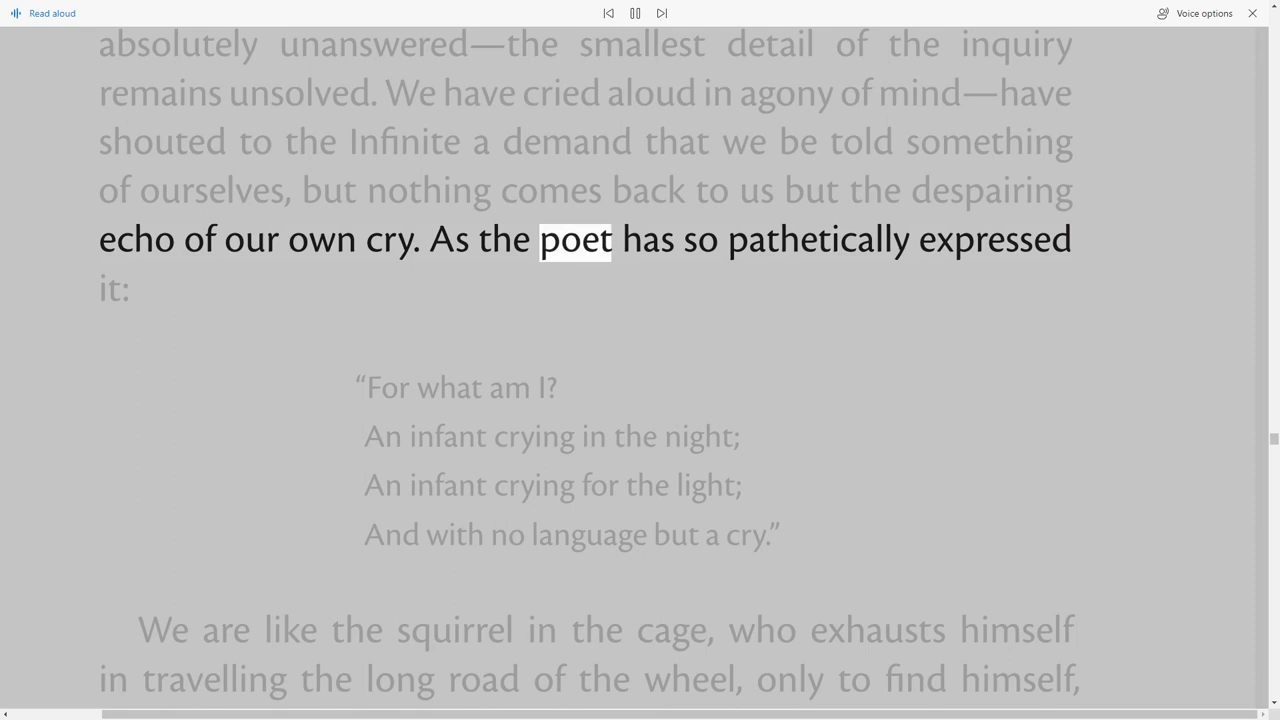 Read aloud
Voice options
absolutely unanswered—the smallest detail of the inquiry
remains unsolved. We have cried aloud in agony of mind—have
shouted to the Infinite a demand that we be told something
of ourselves, but nothing comes back to us but the despairing
echo of our own cry. As the poet has so pathetically expressed
it:
“For what am I?
An infant crying in the night;
An infant crying for the light;
And with no language but a cry.”
We are like the squirrel in the cage, who exhausts himself
in travelling the long road of the wheel, only to find himself,